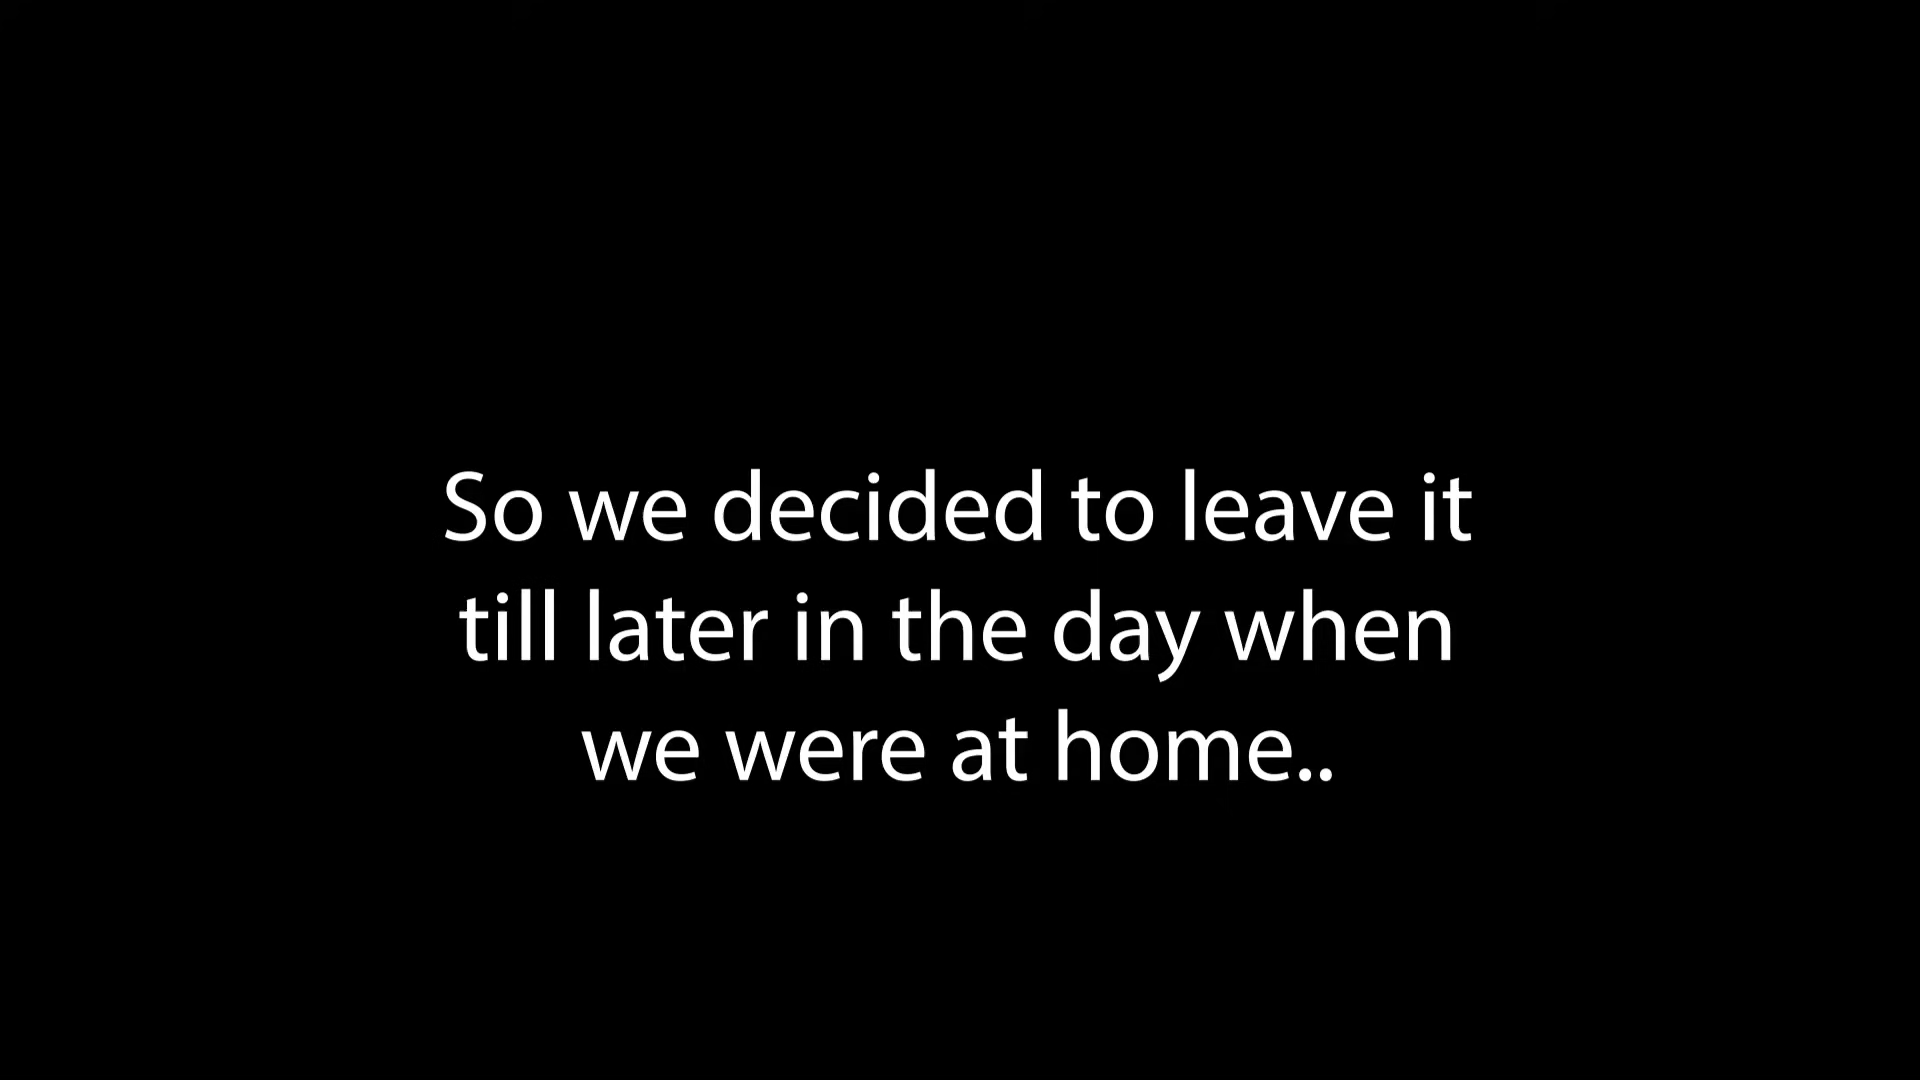 So we decided to leave it
till later in the day when
we were at home..